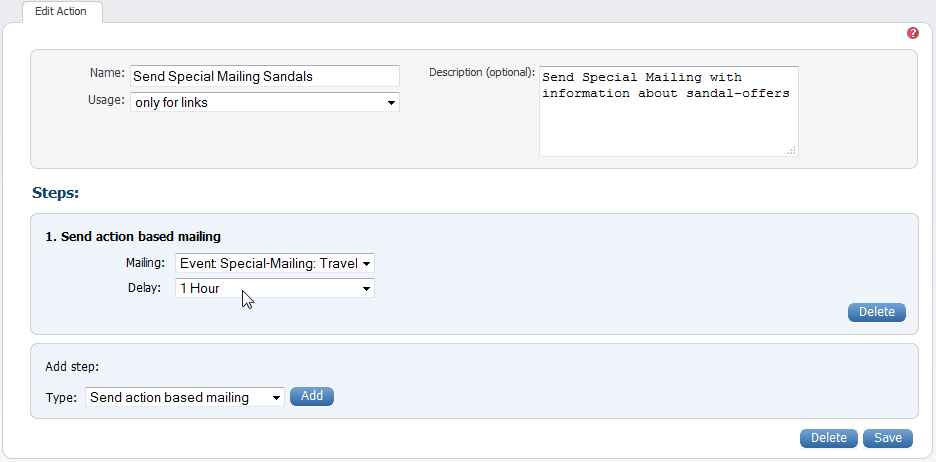 Edit Action
?
Name: Send Special Mailing Sandals
Description (optional): Send Special Mailing with
information about sandal-offers
Usage: only for links
Steps:
1. Send action based mailing
Mailing: Event: Special-Mailing: Travel
Delay: 1 Hour
Delete
Add step:
Type: Send action based mailing Add
Delete Save